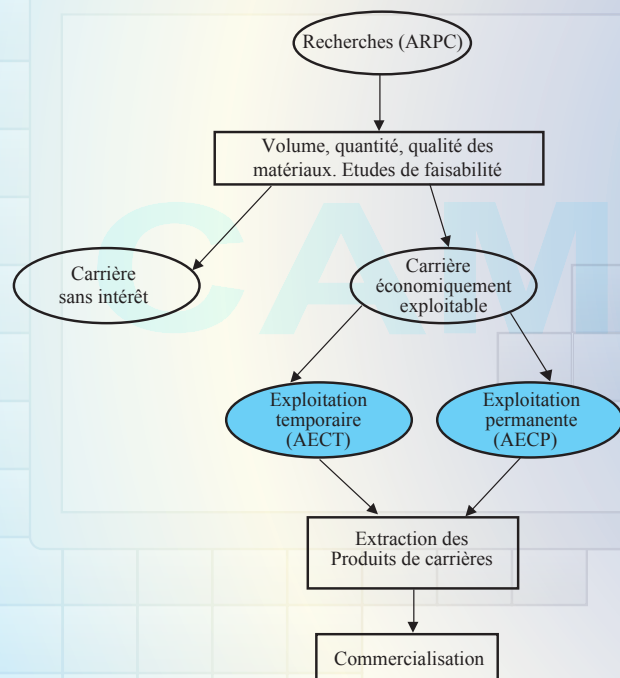 Recherches (ARPC)
Volume, quantité, qualité des
matériaux. Etudes de faisabilité
Carrière
sans intérêt
Carrière
économiquement
exploitable
Exploitation
temporaire
(AECT)
Exploitation
permanente
(AECP)
Extraction des
Produits de carrières
Commercialisation
CAM